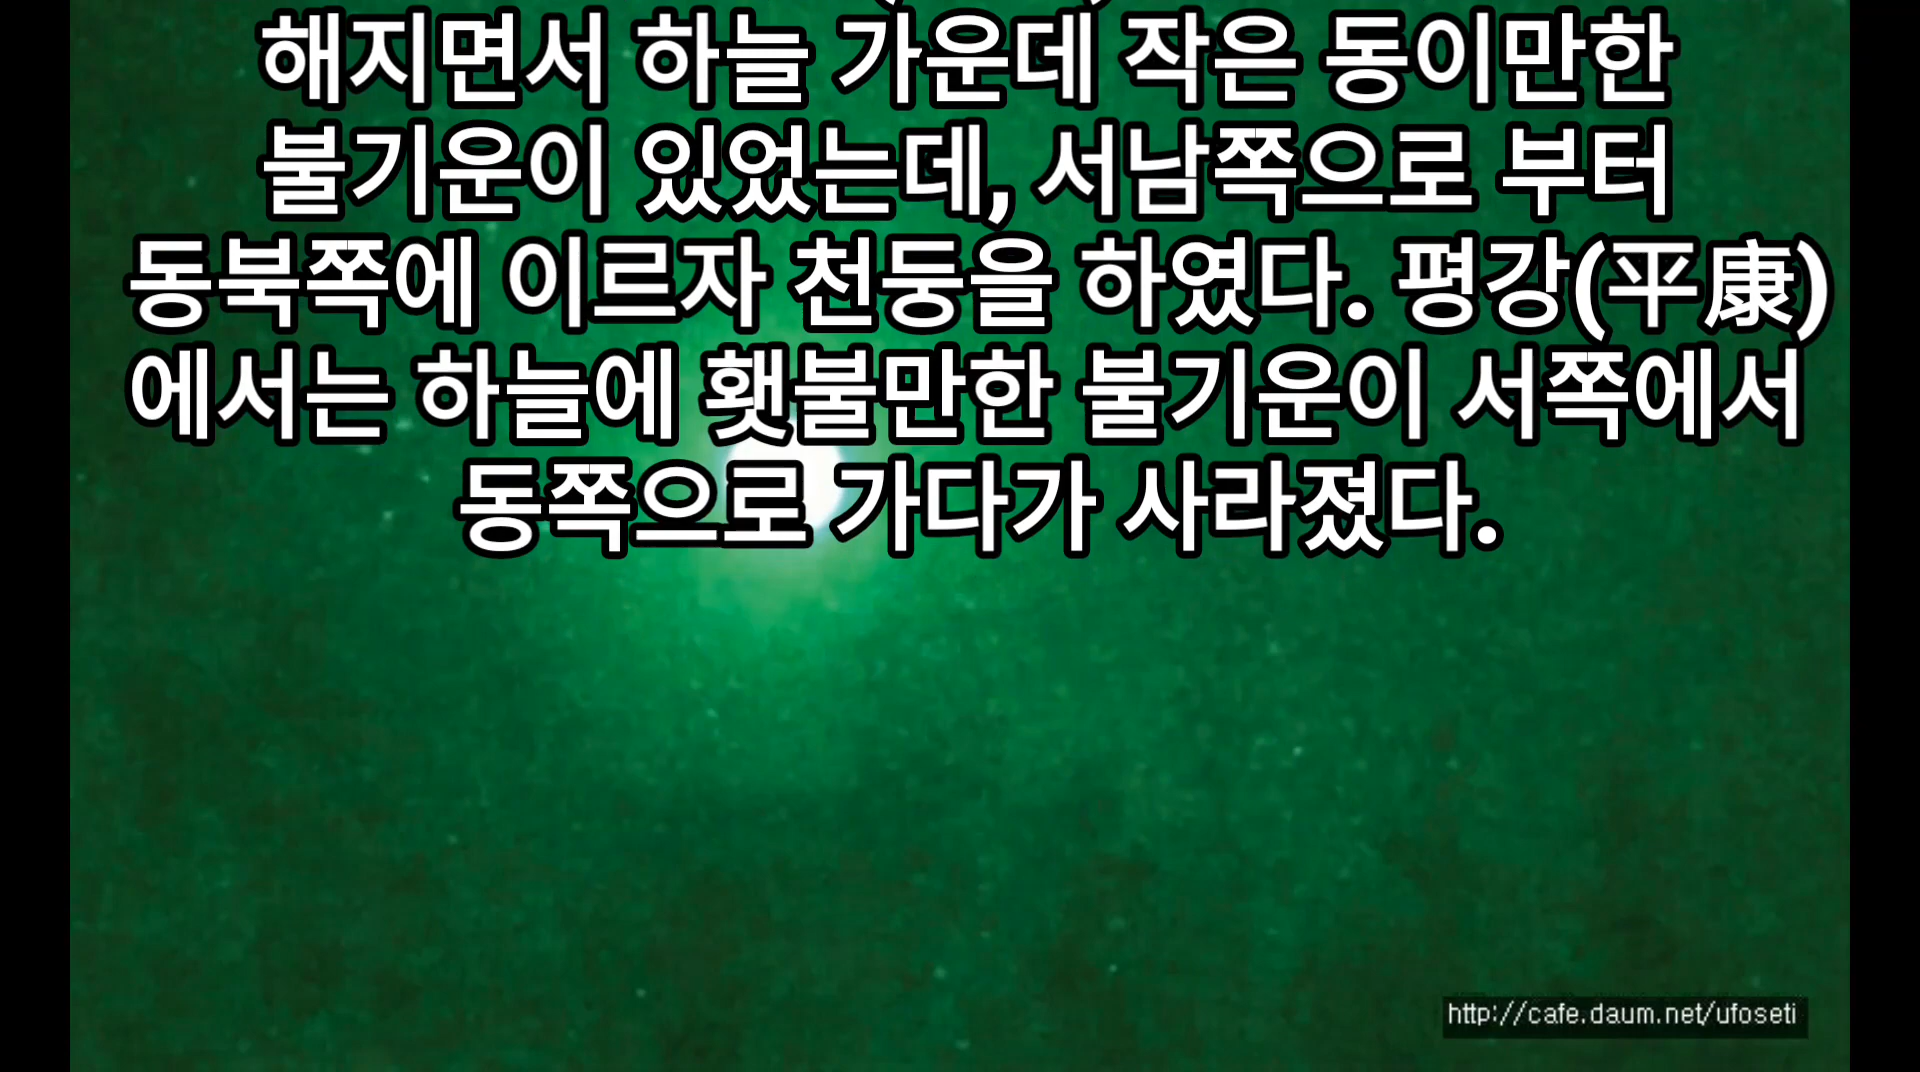 해지면서 하늘 가운데 작은 동이만한
불기운이 있었는데, 서남쪽으로 부터
동북쪽에 이르자 천둥을 하였다. 평강(平康)
에서는 하늘에 횃불만한 불기운이 서쪽에서
동쪽으로 가다가 사라졌다.
http://cafe.daum.net/ufoseti